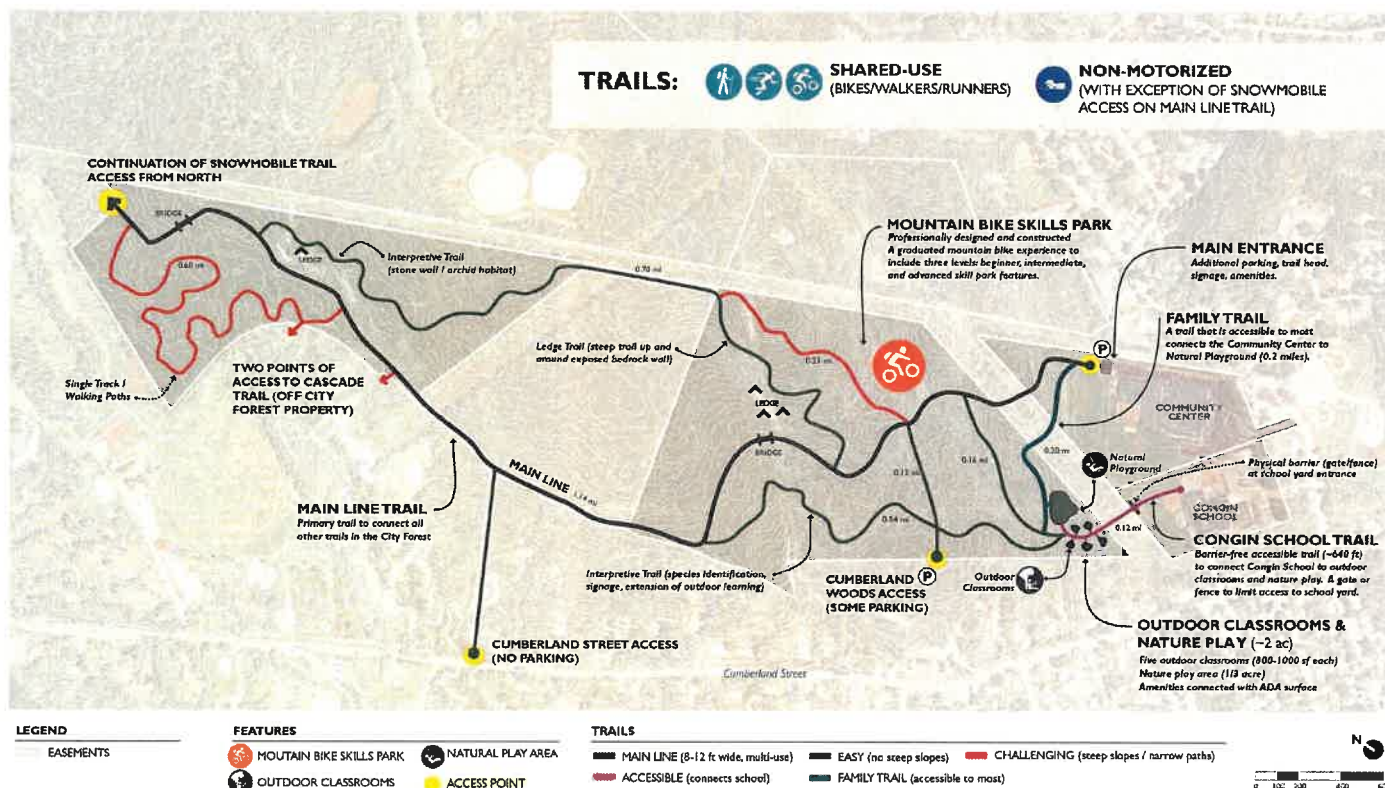 TRAILS:
SHARED-USE
(BIKES/WALKERS/RUNNERS)
NON-MOTORIZED
(WITH EXCEPTION OF SNOWMOBILE
ACCESS ON MAIN LINE TRAIL)
CONTINUATION OF SNOWMOBILE TRAIL
ACCESS FROM NORTH
BRIDGE
0.60 mi
LEDGE
Interpretive Trail
(stone wall / orchid habitat)
0.70 mi
MOUNTAIN BIKE SKILLS PARK
Professionally designed and constructed
A graduated mountain bike experience to
include three levels: beginner, intermediate,
and advanced skill park features.
MAIN ENTRANCE
Additional parking, trail head,
signage, amenities.
P
FAMILY TRAIL
A trail that is accessible to most
connects the Community Center to
Natural Playground (0.2 miles).
Ledge Trail (steep trail up and
around exposed bedrock wall)
TWO POINTS OF
ACCESS TO CASCADE
TRAIL (OFF CITY
FOREST PROPERTY)
Single Track /
Walking Paths
LEDGE
BRIDGE
COMMUNITY
CENTER
0.20 mi
0.16 mi
Natural
Playground
Physical barrier (gate/fence)
at school yard entrance
MAIN LINE
MAIN LINE TRAIL
Primary trail to connect all
other trails in the City Forest
CONGIN
SCHOOL
0.12 mi
CONGIN SCHOOL TRAIL
Barrier-free accessible trail (~640 ft)
to connect Congin School to outdoor
classrooms and nature play. A gate or
fence to limit access to school yard.
Interpretive Trail (species identification,
signage, extension of outdoor learning)
CUMBERLAND
WOODS ACCESS
(SOME PARKING)
P
Outdoor
Classrooms
OUTDOOR CLASSROOMS &
NATURE PLAY (~2 ac)
Five outdoor classrooms (800-1000 sf each)
Nature play area (1/3 acre)
Amenities connected with ADA surface
CUMBERLAND STREET ACCESS
(NO PARKING)
Cumberland Street
LEGEND
EASEMENTS
FEATURES
MOUTAIN BIKE SKILLS PARK
NATURAL PLAY AREA
OUTDOOR CLASSROOMS
ACCESS POINT
TRAILS
MAIN LINE (8-12 ft wide, multi-use)
EASY (no steep slopes)
CHALLENGING (steep slopes / narrow paths)
ACCESSIBLE (connects school)
FAMILY TRAIL (accessible to most)
N